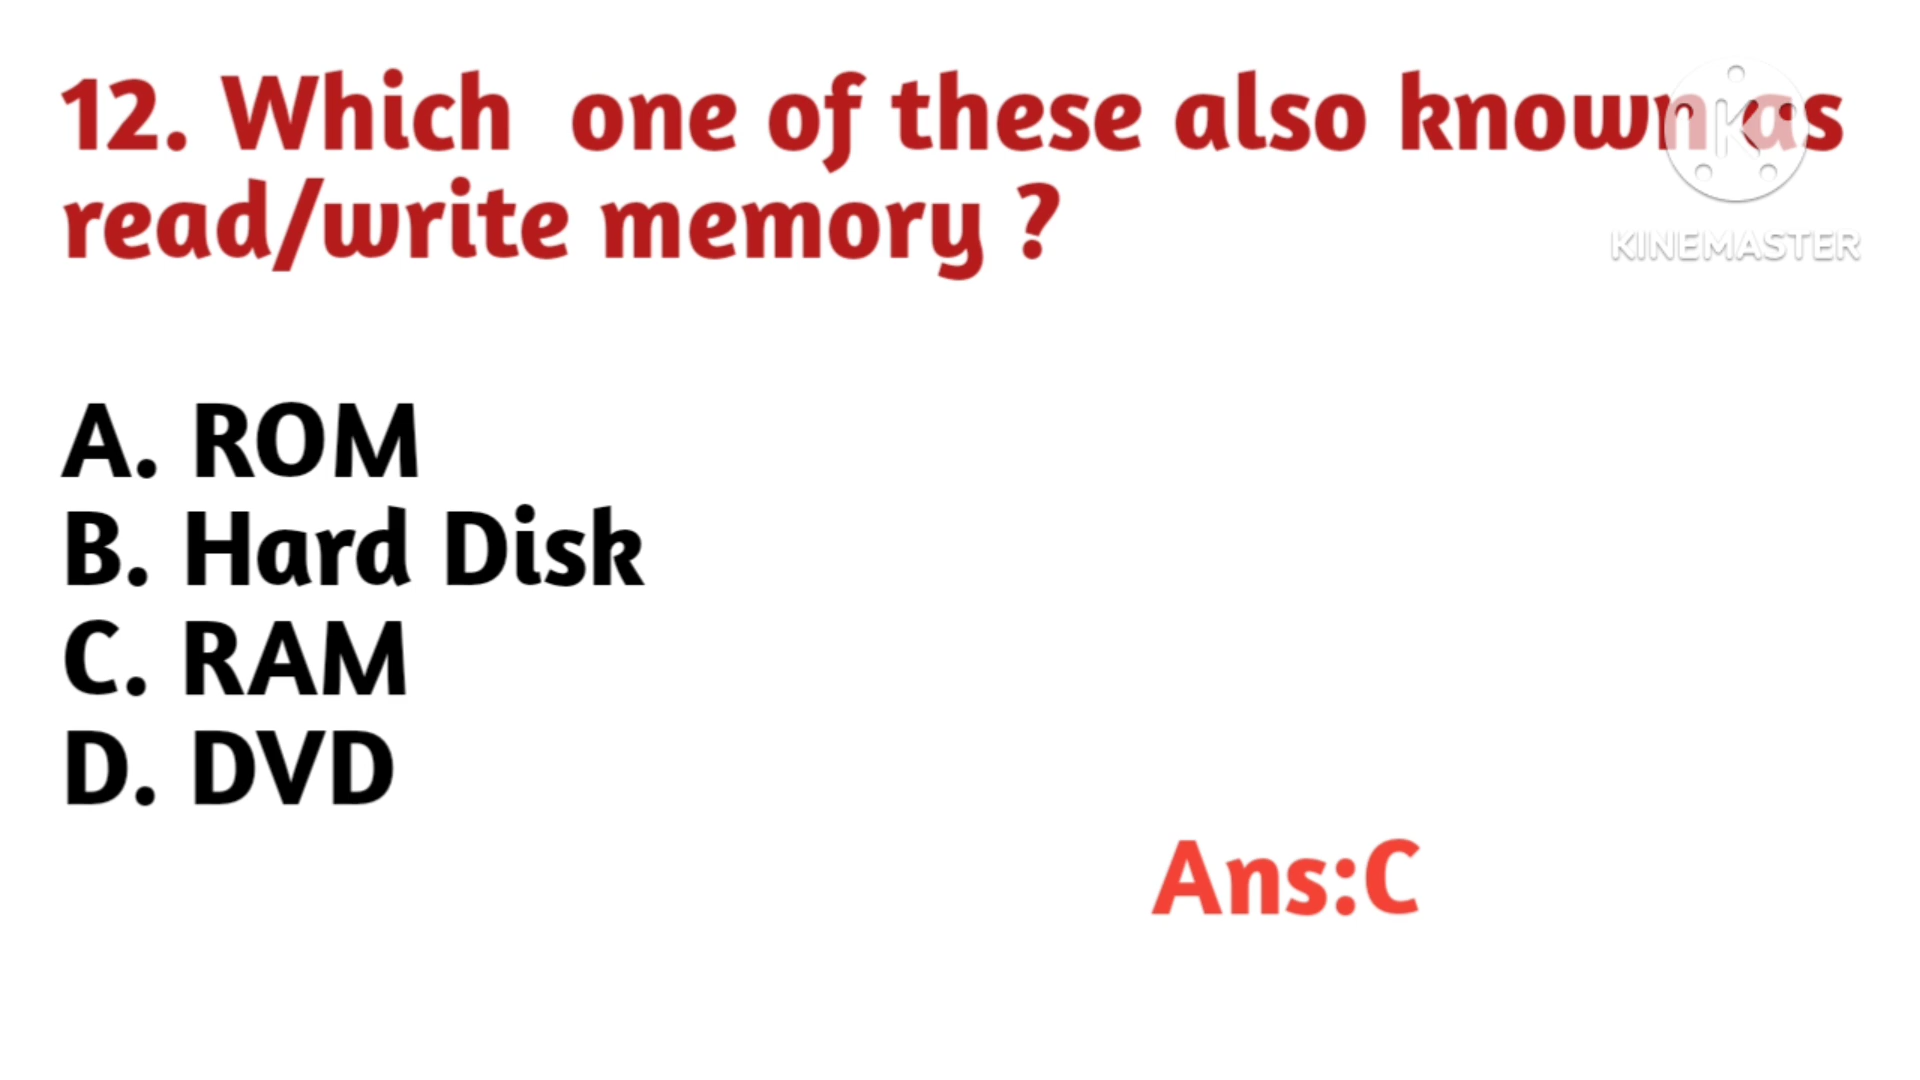 12. Which one of these also known as
read/write memory ?
KINEMASTER
A. ROM
B. Hard Disk
C. RAM
D. DVD
Ans:C